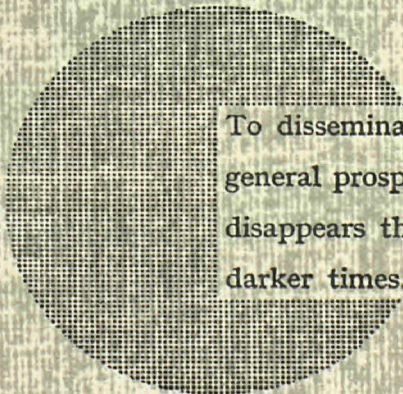 To dissemina
general prosp
disappears th
darker times.